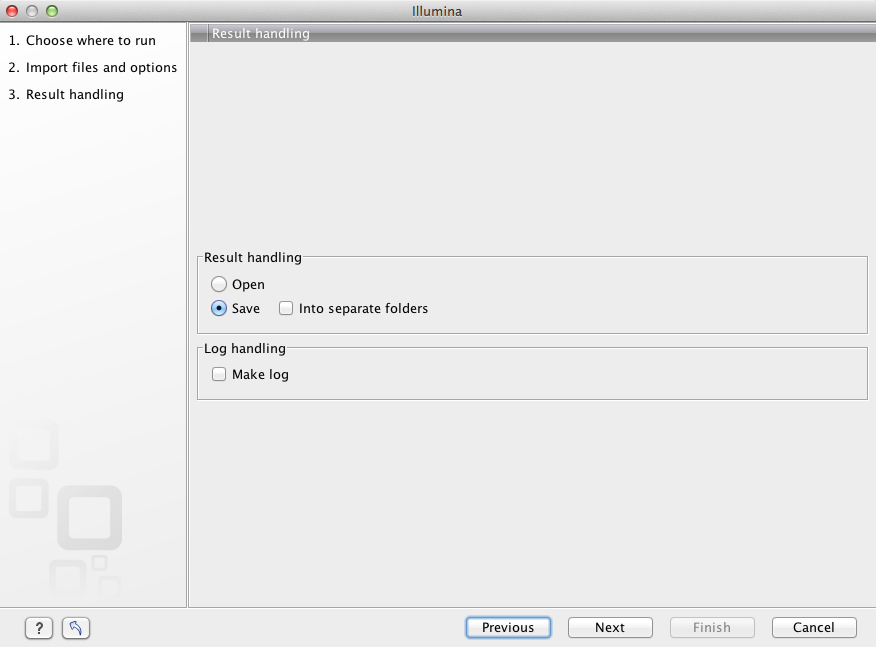 Illumina
1. Choose where to run
2. Import files and options
3. Result handling
Result handling
Result handling
Open
Save Into separate folders
Log handling
Make log
? Previous Next Finish Cancel